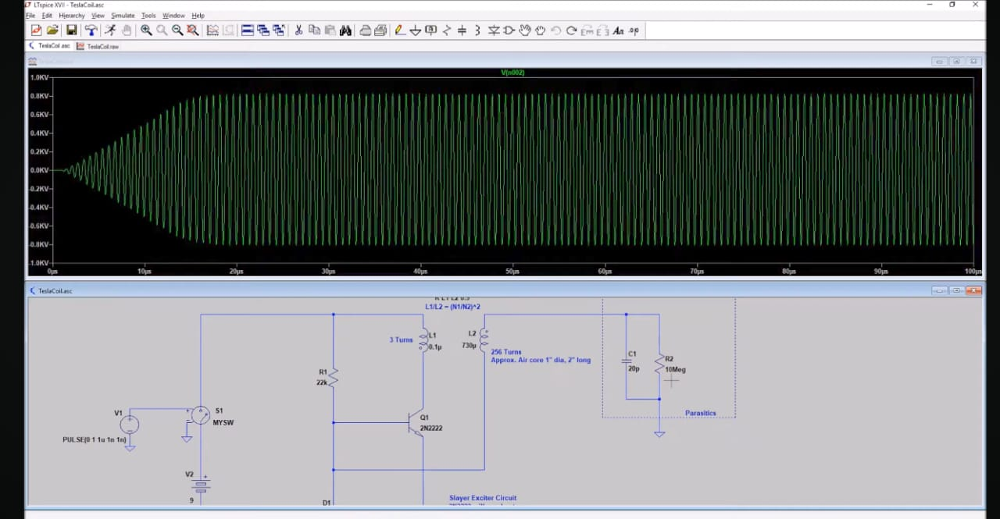 LTspice XVII - TeslaCoil.asc
File Edit Hierarchy View Simulate Tools Window Help
TeslaCoil.asc TeslaCoil.raw
V(n002)
1.0KV
0.8KV
0.6KV
0.4KV
0.2KV
0.0KV
-0.2KV
-0.4KV
-0.6KV
-0.8KV
-1.0KV
0µs 10µs 20µs 30µs 40µs 50µs 60µs 70µs 80µs 90µs 100µs
TeslaCoil.asc
L1/L2 = (N1/N2)^2
3 Turns
L1
0.1µ
L2
730µ
256 Turns
Approx. Air core 1" dia, 2" long
C1
20p
R2
10Meg
Parasitics
R1
22k
V1
PULSE(0 1 1u 1n 1n)
S1
MYSW
Q1
2N2222
V2
9
D1
Slayer Exciter Circuit